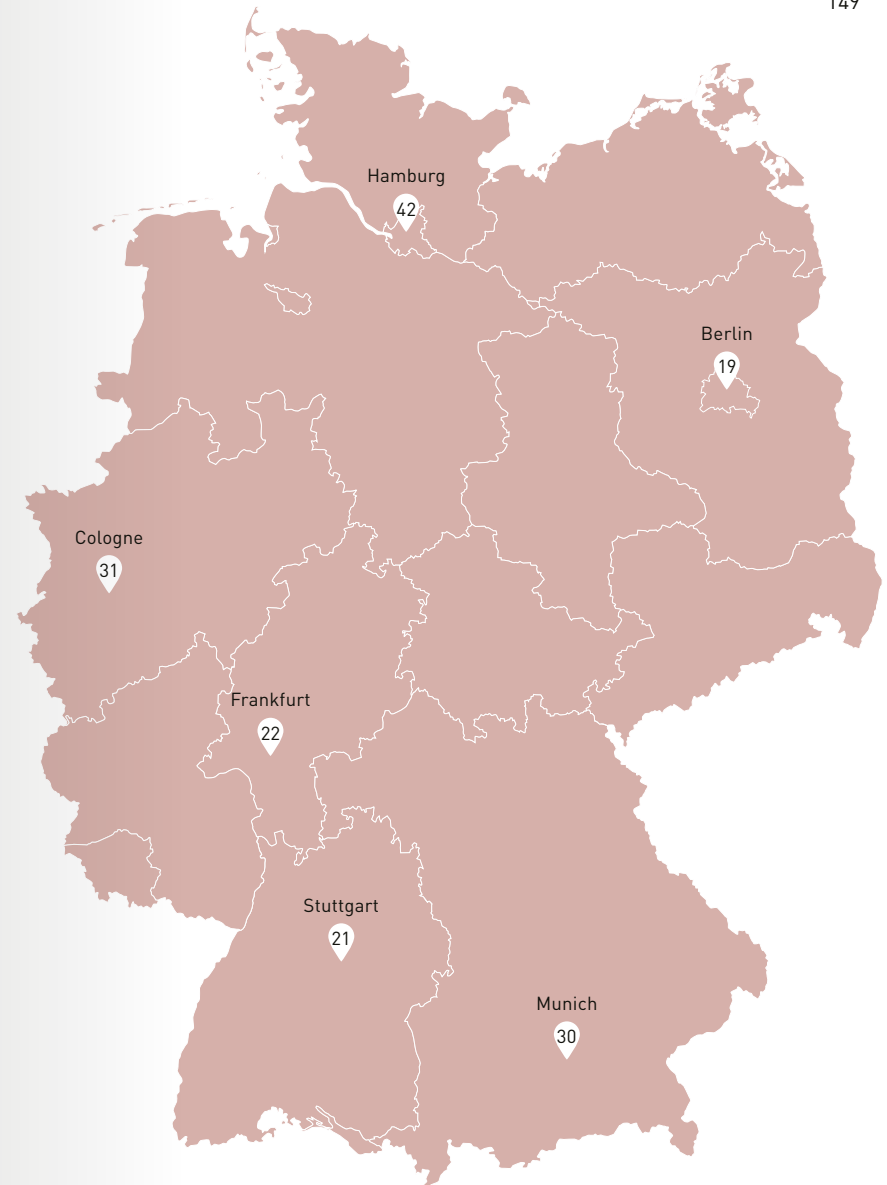 149
Hamburg
42
Berlin
19
Cologne
31
Frankfurt
22
Stuttgart
21
Munich
30